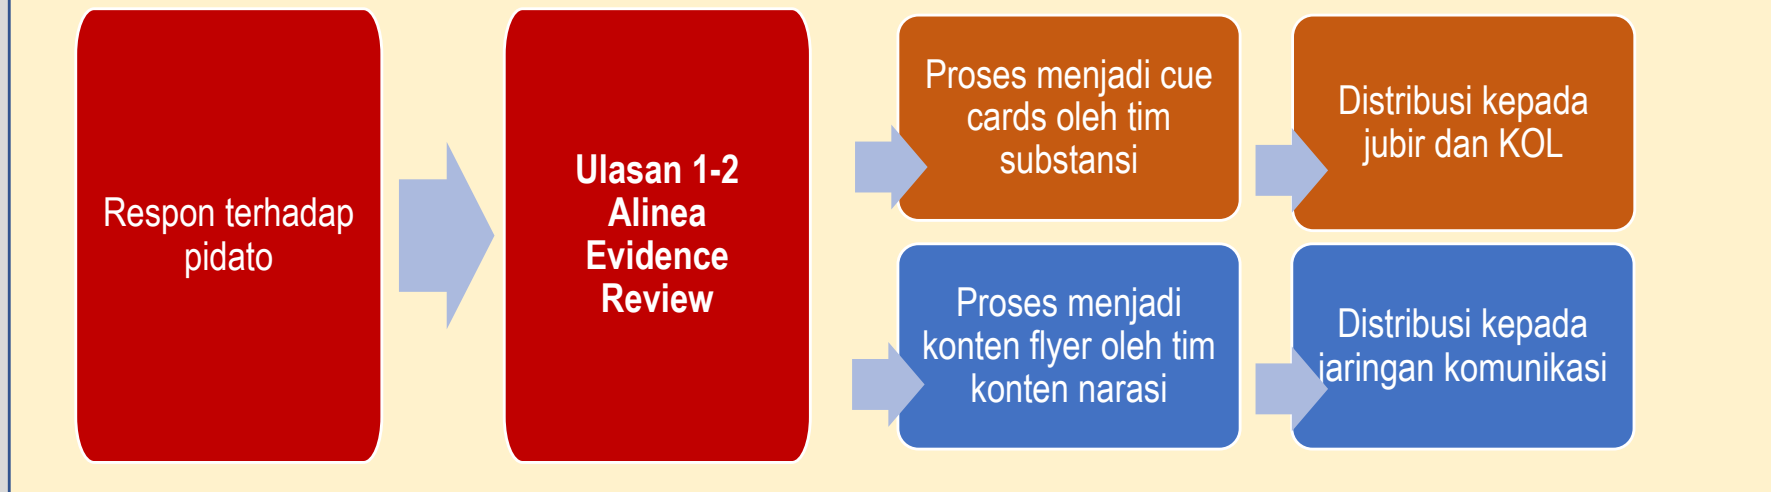 Respon terhadap
pidato
Ulasan 1-2
Alinea
Evidence
Review
Proses menjadi cue
cards oleh tim
substansi
Distribusi kepada
jubir dan KOL
Proses menjadi
konten flyer oleh tim
konten narasi
Distribusi kepada
jaringan komunikasi